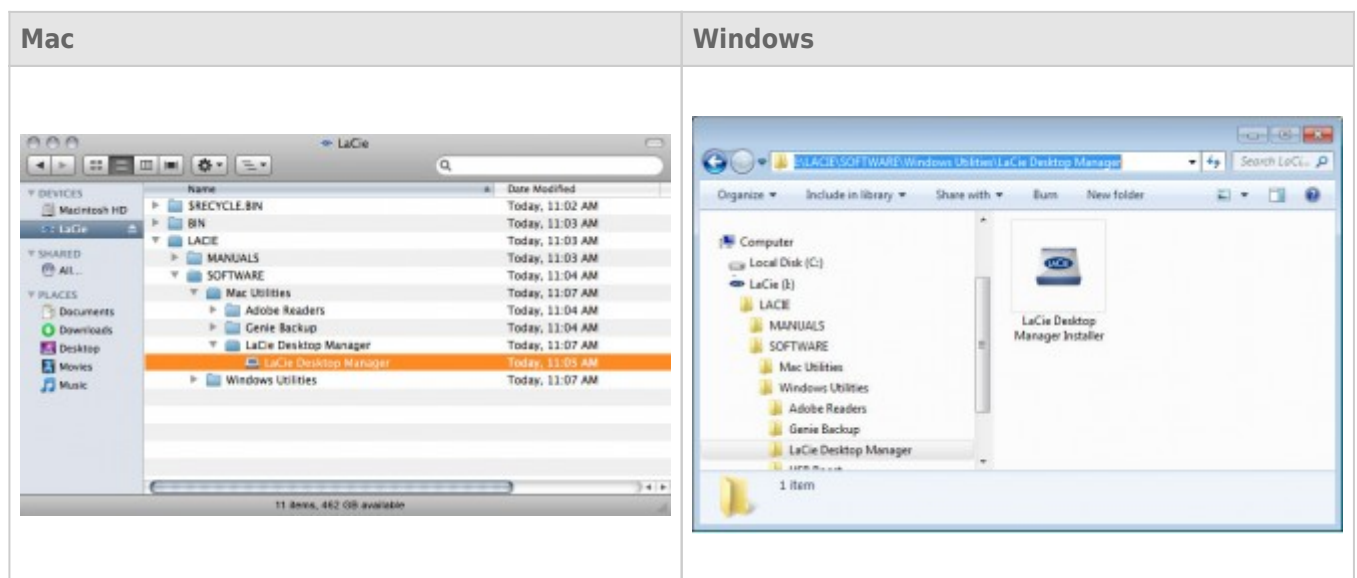 Mac
Windows
LaCie
Name
Date Modified
DEVICES
Macintosh HD
LaCie
SHARED
All...
PLACES
Documents
Downloads
Desktop
Movies
Music
$RECYCLE.BIN Today, 11:02 AM
BIN Today, 11:03 AM
LACIE Today, 11:03 AM
MANUALS Today, 11:03 AM
SOFTWARE Today, 11:04 AM
Mac Utilities Today, 11:07 AM
Adobe Readers Today, 11:04 AM
Genie Backup Today, 11:04 AM
LaCie Desktop Manager Today, 11:07 AM
LaCie Desktop Manager Today, 11:05 AM
Windows Utilities Today, 11:07 AM
11 items, 462 GB available
\LACIE\SOFTWARE\Windows Utilities\LaCie Desktop Manager
Search LaCi...
Organize Include in library Share with Burn New folder
Computer
Local Disk (C:)
LaCie
LACIE
MANUALS
SOFTWARE
Mac Utilities
Windows Utilities
Adobe Readers
Genie Backup
LaCie Desktop Manager
LaCie
LaCie Desktop
Manager Installer
1 item